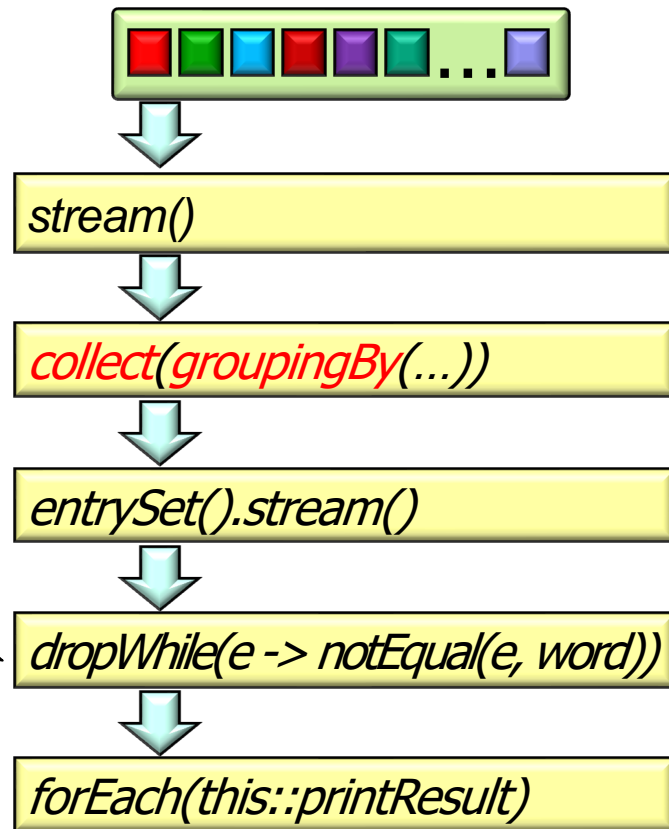 ...
stream()
collect(groupingBy(...))
entrySet().stream()
dropWhile(e -> notEqual(e, word))
forEach(this::printResult)